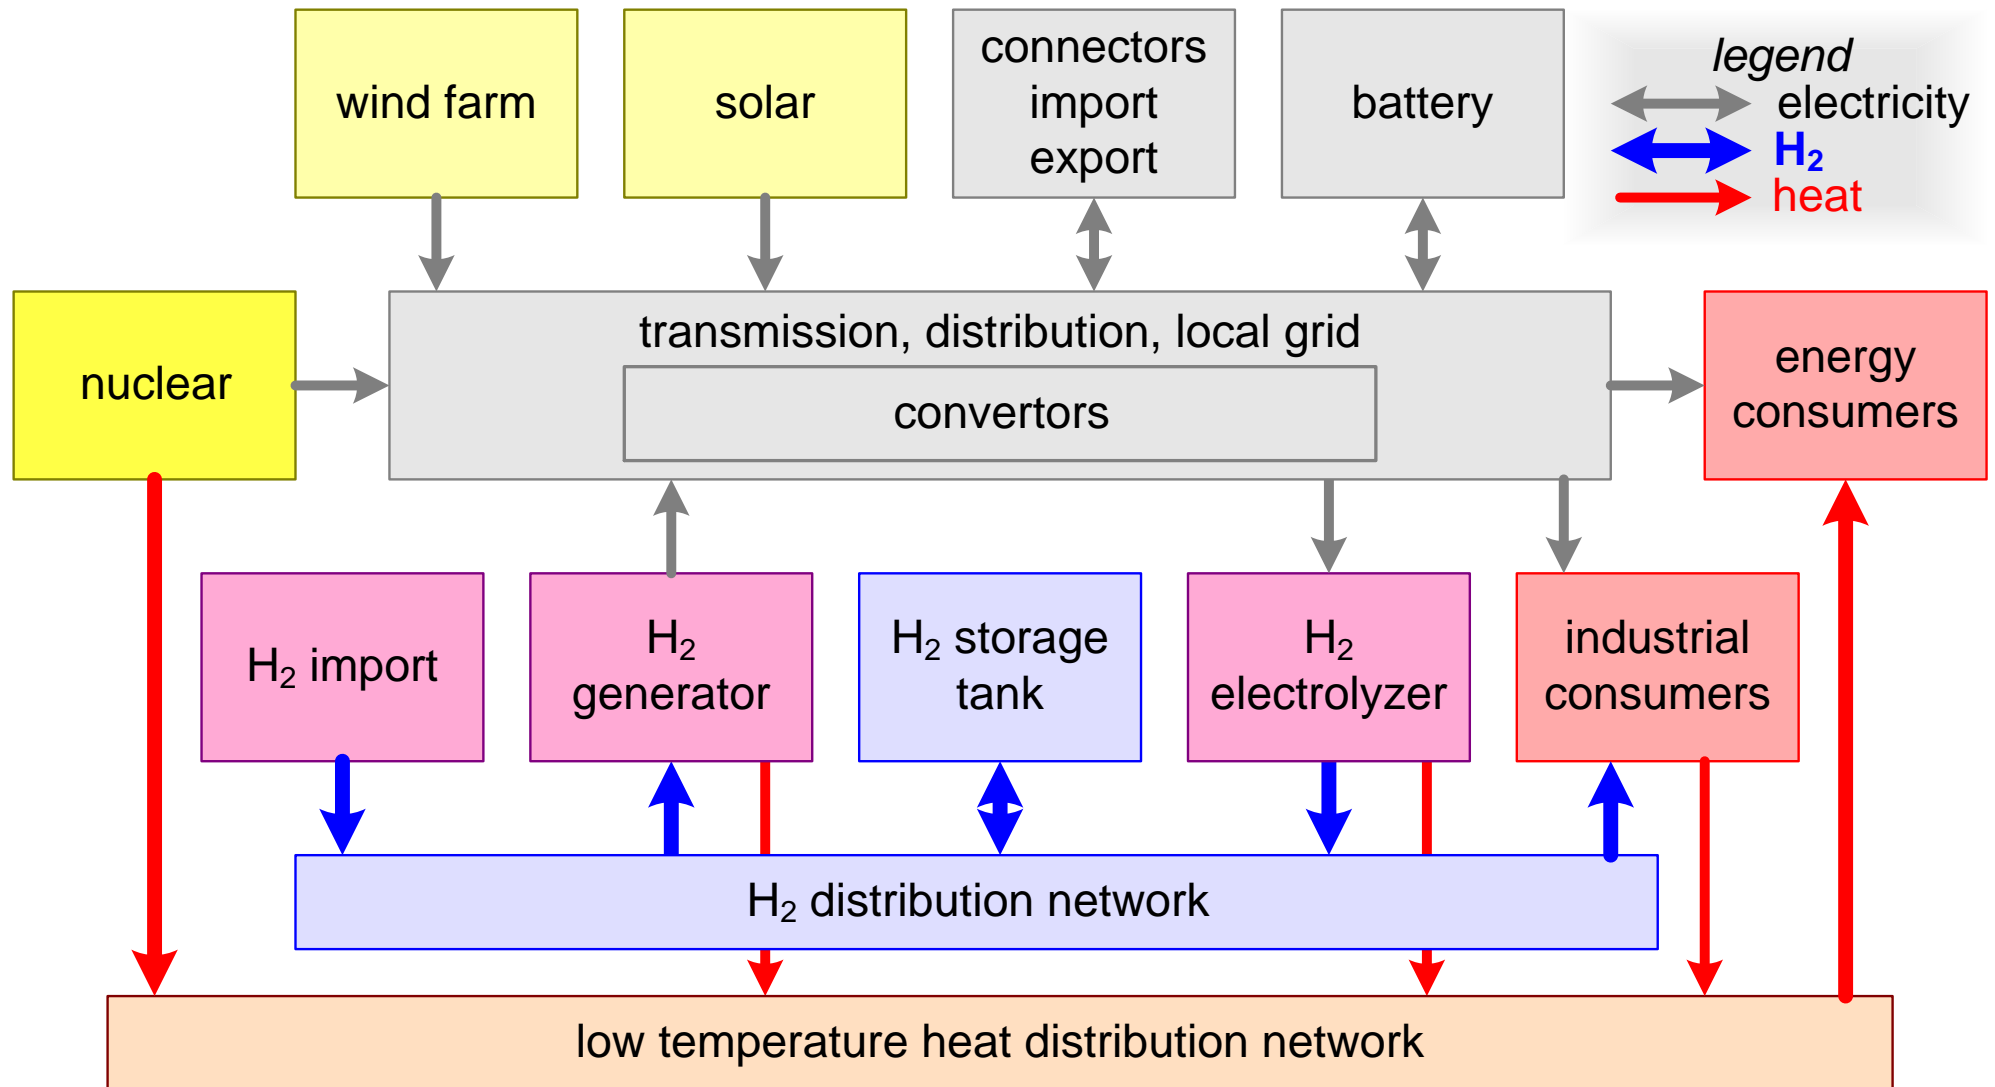 wind farm
solar
connectors
import
export
battery
legend
electricity
H₂
heat
nuclear
transmission, distribution, local grid
convertors
energy
consumers
H₂ import
H₂
generator
H₂ storage
tank
H₂
electrolyzer
industrial
consumers
H₂ distribution network
low temperature heat distribution network